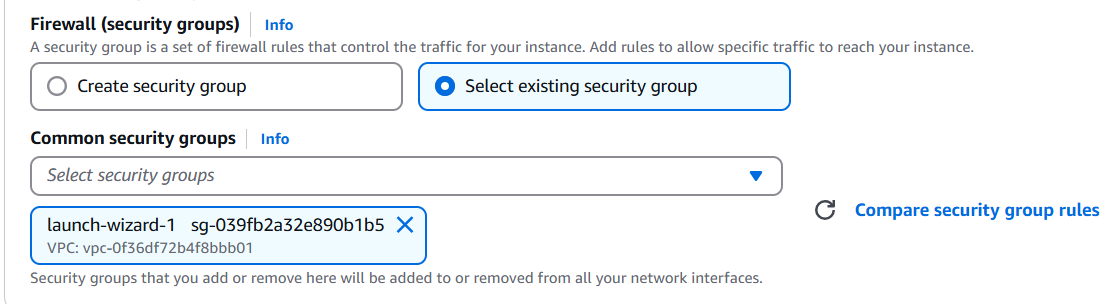 Firewall (security groups) Info
A security group is a set of firewall rules that control the traffic for your instance. Add rules to allow specific traffic to reach your instance.
Create security group Select existing security group
Common security groups Info
Select security groups
launch-wizard-1 sg-039fb2a32e890b1b5
VPC: vpc-0f36df72b4f8bbb01
Compare security group rules
Security groups that you add or remove here will be added to or removed from all your network interfaces.